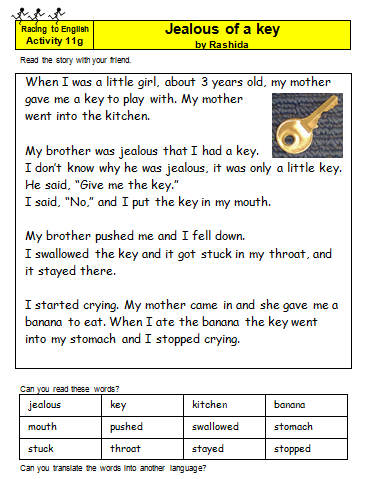 Racing to English
Activity 11g
Jealous of a key
by Rashida
Read the story with your friend.
When I was a little girl, about 3 years old, my mother
gave me a key to play with. My mother
went into the kitchen.
My brother was jealous that I had a key.
I don't know why he was jealous, it was only a little key.
He said, "Give me the key."
I said, "No," and I put the key in my mouth.
My brother pushed me and I fell down.
I swallowed the key and it got stuck in my throat, and
it stayed there.
I started crying. My mother came in and she gave me a
banana to eat. When I ate the banana the key went
into my stomach and I stopped crying.
Can you read these words?
jealous key kitchen banana
mouth pushed swallowed stomach
stuck throat stayed stopped
Can you translate the words into another language?